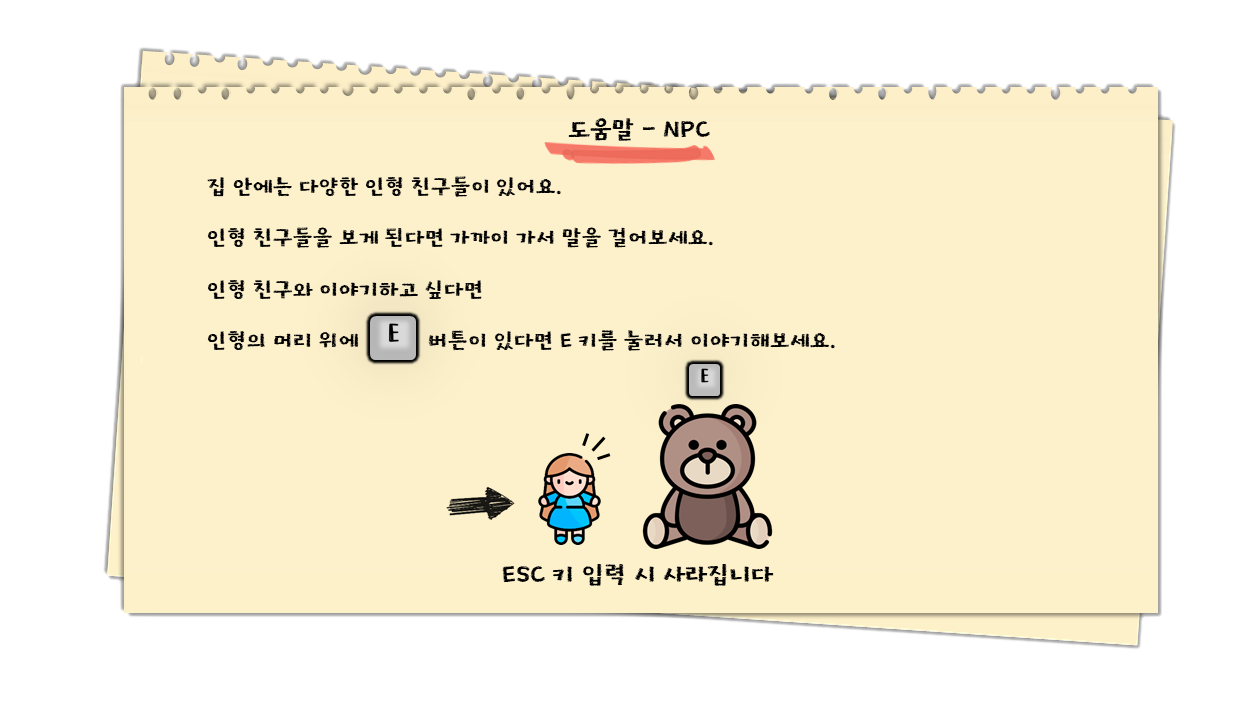 도움말 - NPC
집 안에는 다양한 인형 친구들이 있어요.
인형 친구들을 보게 된다면 가까이 가서 말을 걸어보세요.
인형 친구와 이야기하고 싶다면
인형의 머리 위에 E 버튼이 있다면 E 키를 눌러서 이야기해보세요.
E
ESC 키 입력 시 사라집니다